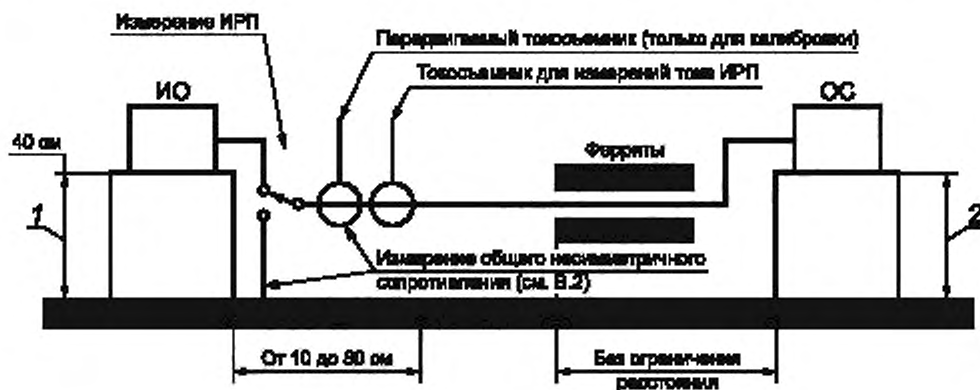 Измерение ИРП
Передвигаемый токосъемник (только для калибровки)
Токосъемник для измерений тока ИРП
ИО
ОС
40 см
Ферриты
1
2
Измерение общего несимметричного
сопротивления (см. В.2)
От 10 до 80 см
Без ограничения
расстояния